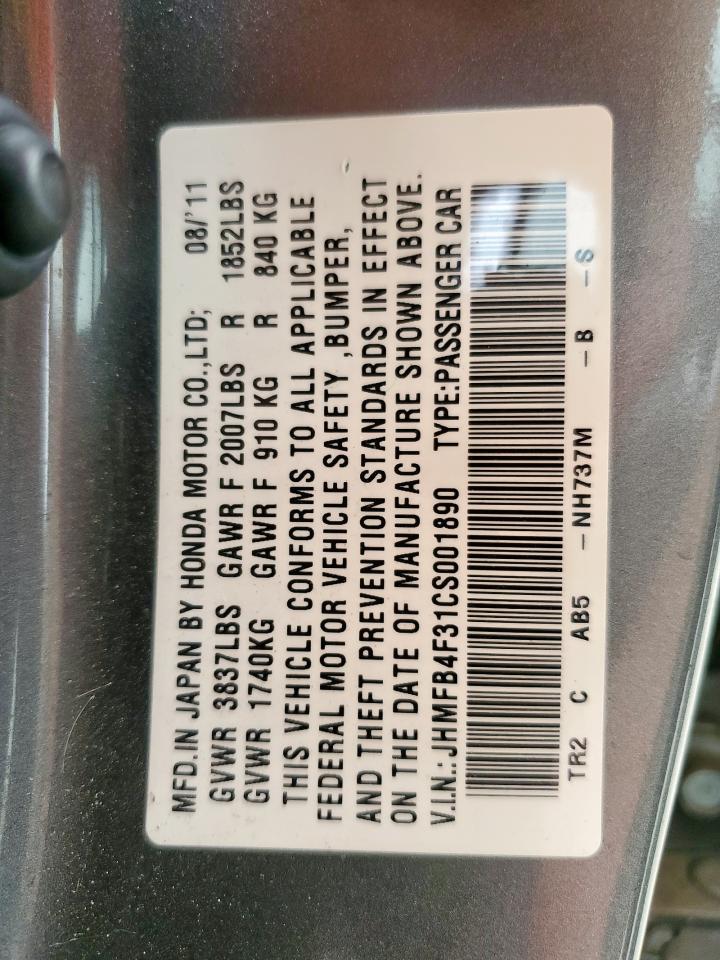 MFD.IN JAPAN BY HONDA MOTOR CO.,LTD; 08/'11
GVWR 3837LBS GAWR F 2007LBS R 1852LBS
GVWR 1740KG GAWR F 910 KG R 840 KG
THIS VEHICLE CONFORMS TO ALL APPLICABLE
FEDERAL MOTOR VEHICLE SAFETY ,BUMPER,
AND THEFT PREVENTION STANDARDS IN EFFECT
ON THE DATE OF MANUFACTURE SHOWN ABOVE.
V.I.N.: JHMFB4F31CS001890 TYPE:PASSENGER CAR
TR2 C AB5 -NH737M -B -S